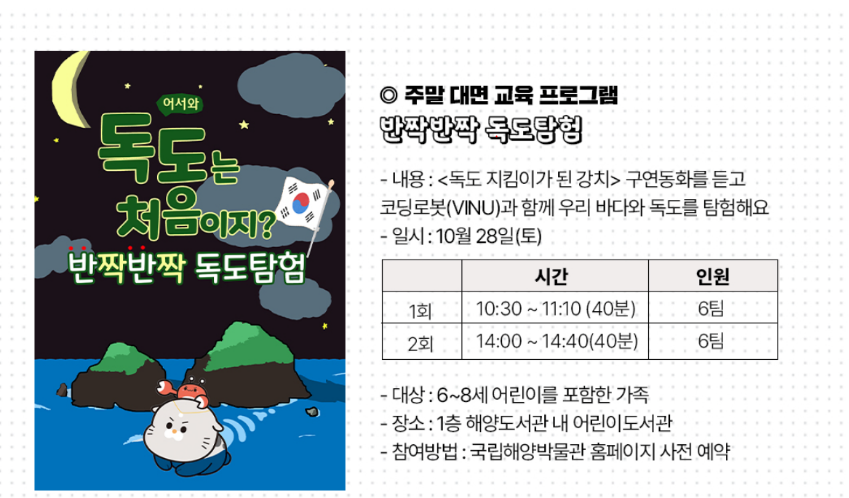 어서와
독도는
처음이지?
반짝반짝 독도탐험
◎ 주말 대면 교육 프로그램
반짝반짝 독도탐험
- 내용 : <독도 지킴이가 된 강치> 구연동화를 듣고
코딩로봇(VINU)과 함께 우리 바다와 독도를 탐험해요
- 일시 : 10월 28일(토)
시간 인원
1회 10:30 ~ 11:10 (40분) 6팀
2회 14:00 ~ 14:40(40분) 6팀
- 대상 : 6~8세 어린이를 포함한 가족
- 장소 : 1층 해양도서관 내 어린이도서관
- 참여방법 : 국립해양박물관 홈페이지 사전 예약